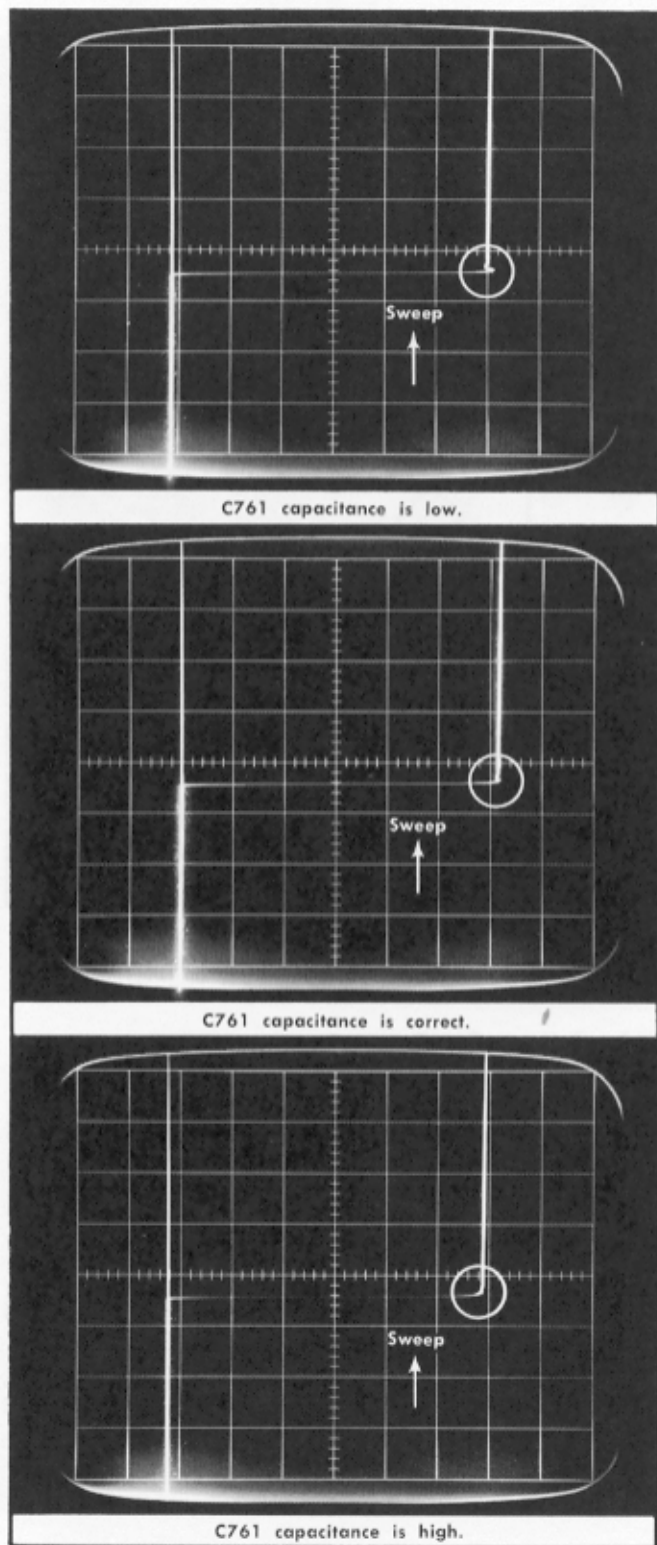 Sweep
C761 capacitance is low.
Sweep
C761 capacitance is correct.
Sweep
C761 capacitance is high.